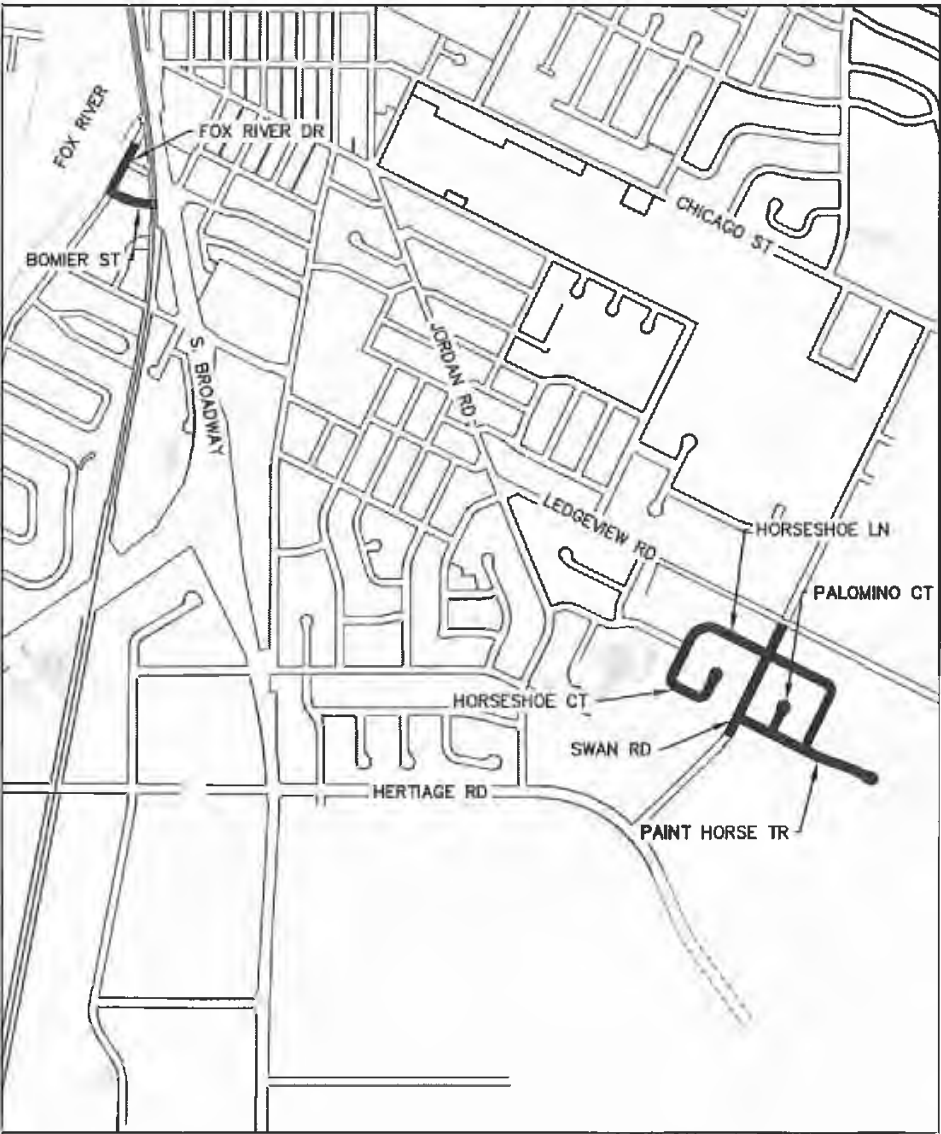 FOX RIVER
FOX RIVER DR
CHICAGO ST
BOMIER ST
S. BROADWAY
JORDAN RD.
LEDGEVIEW RD
HORSESHOE LN
PALOMINO CT
HORSESHOE CT
SWAN RD
HERTIAGE RD
PAINT HORSE TR